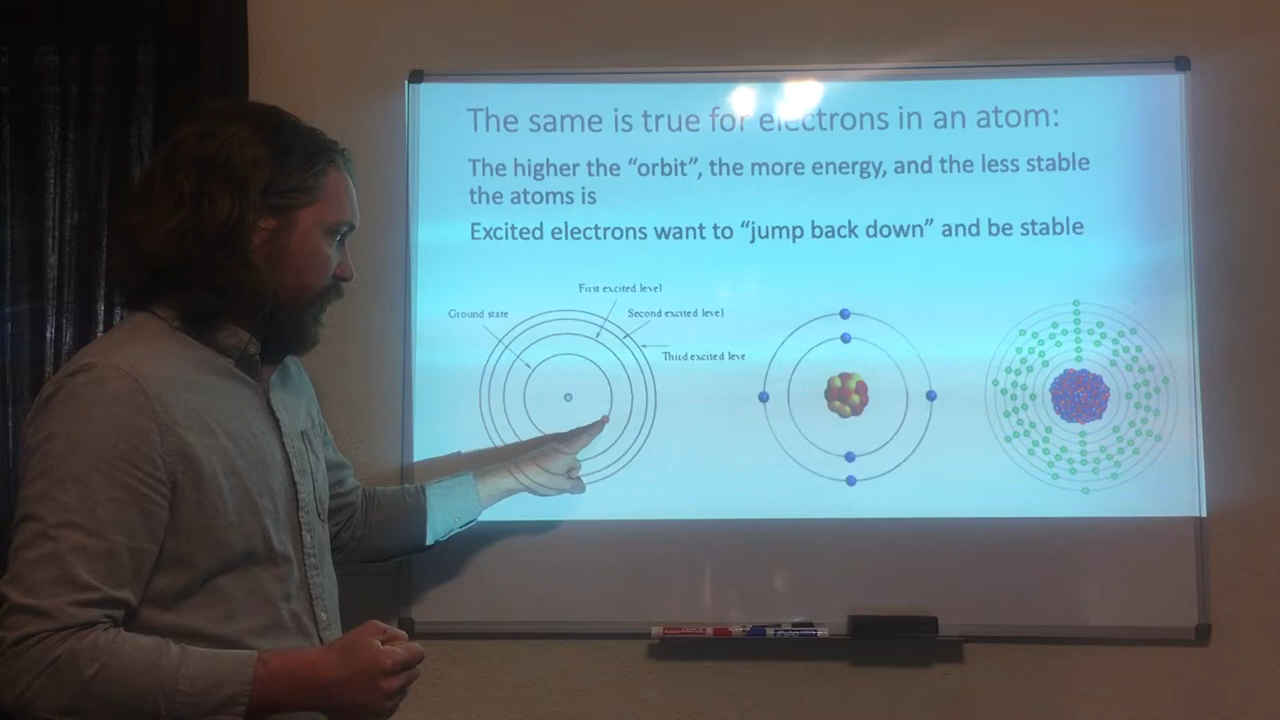 The same is true for electrons in an atom:
The higher the “orbit”, the more energy, and the less stable
the atoms is
Excited electrons want to “jump back down” and be stable
First excited level
Ground state
Second excited level
Third excited leve
EXPO